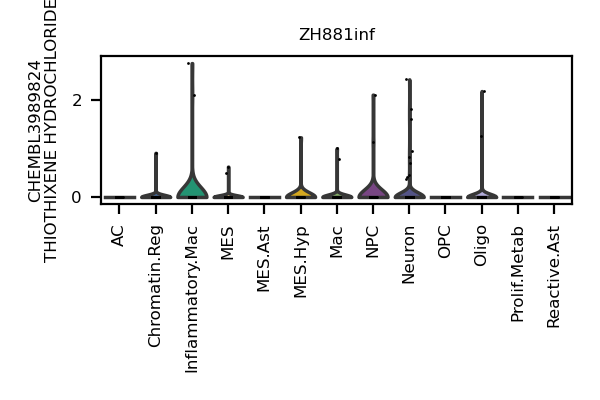 ZH881inf
CHEMBL3989824
THIOTHIXENE HYDROCHLORIDE
2
0
AC
Chromatin.Reg
Inflammatory.Mac
MES
MES.Ast
MES.Hyp
Mac
NPC
Neuron
OPC
Oligo
Prolif.Metab
Reactive.Ast